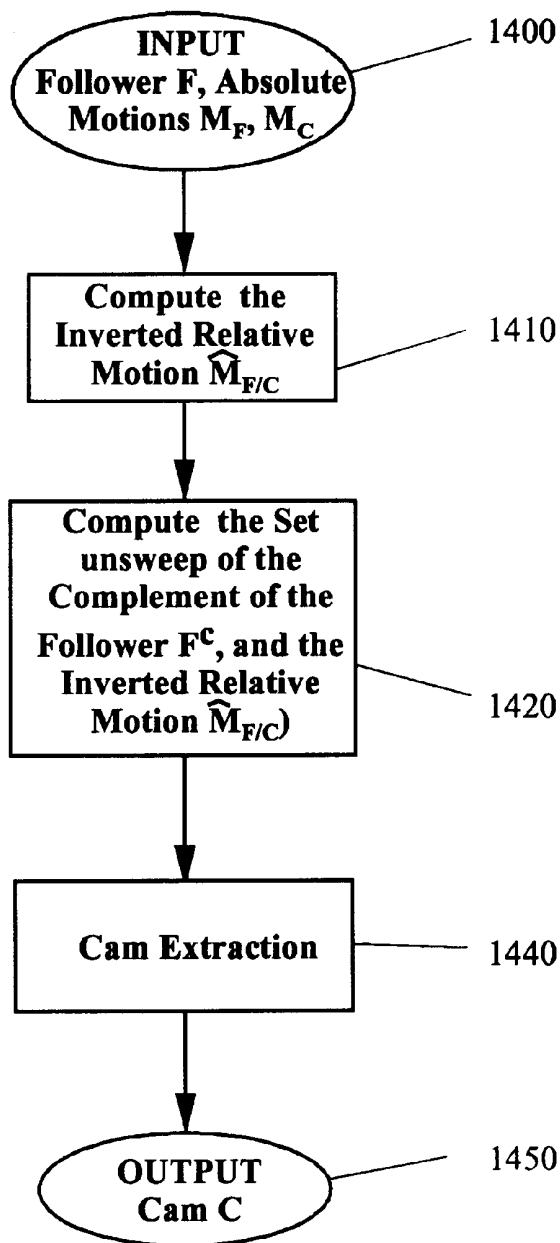 INPUT
Follower F, Absolute
Motions M_F, M_C
1400
Compute the
Inverted Relative
Motion M̂_F/C
1410
Compute the Set
unsweep of the
Complement of the
Follower F^c, and the
Inverted Relative
Motion M̂_F/C)
1420
Cam Extraction
1440
OUTPUT
Cam C
1450